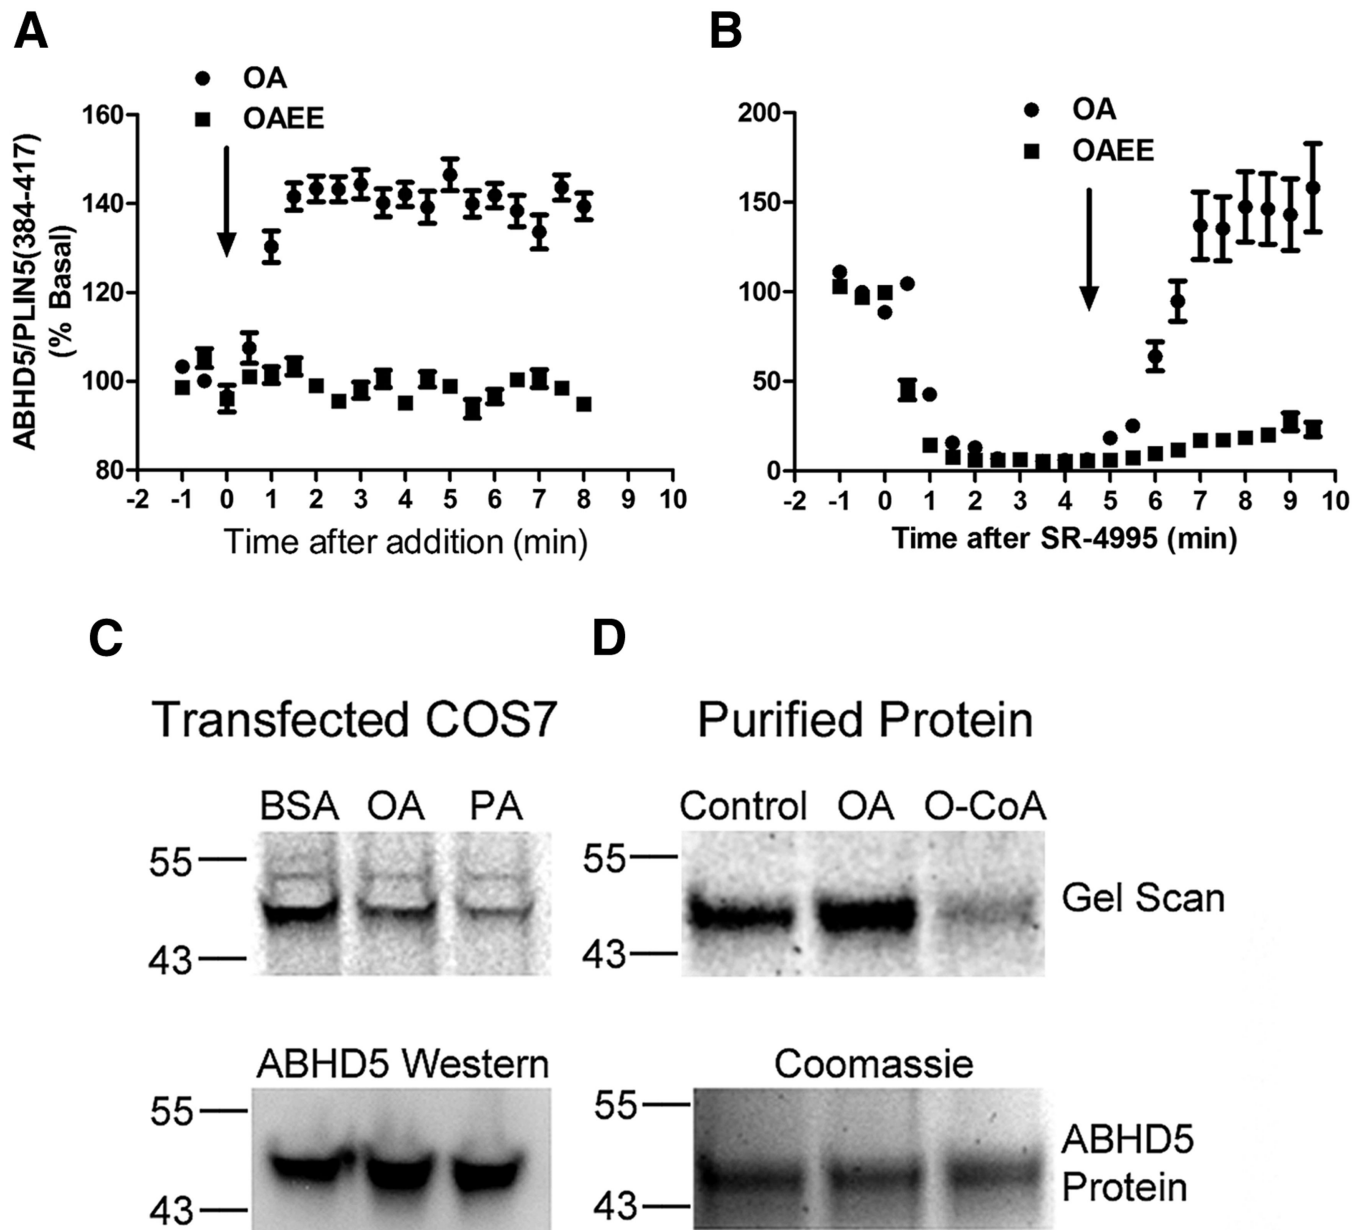 A
B
OA
OAEE
ABHD5/PLIN5(384-417)
(% Basal)
160
140
120
100
80
-2 -1 0 1 2 3 4 5 6 7 8 9 10
Time after addition (min)
OA
OAEE
200
150
100
50
0
-2 -1 0 1 2 3 4 5 6 7 8 9 10
Time after SR-4995 (min)
C
Transfected COS7
BSA OA PA
55
43
ABHD5 Western
55
43
D
Purified Protein
Control OA O-CoA
55
43
Gel Scan
Coomassie
55
43
ABHD5
Protein